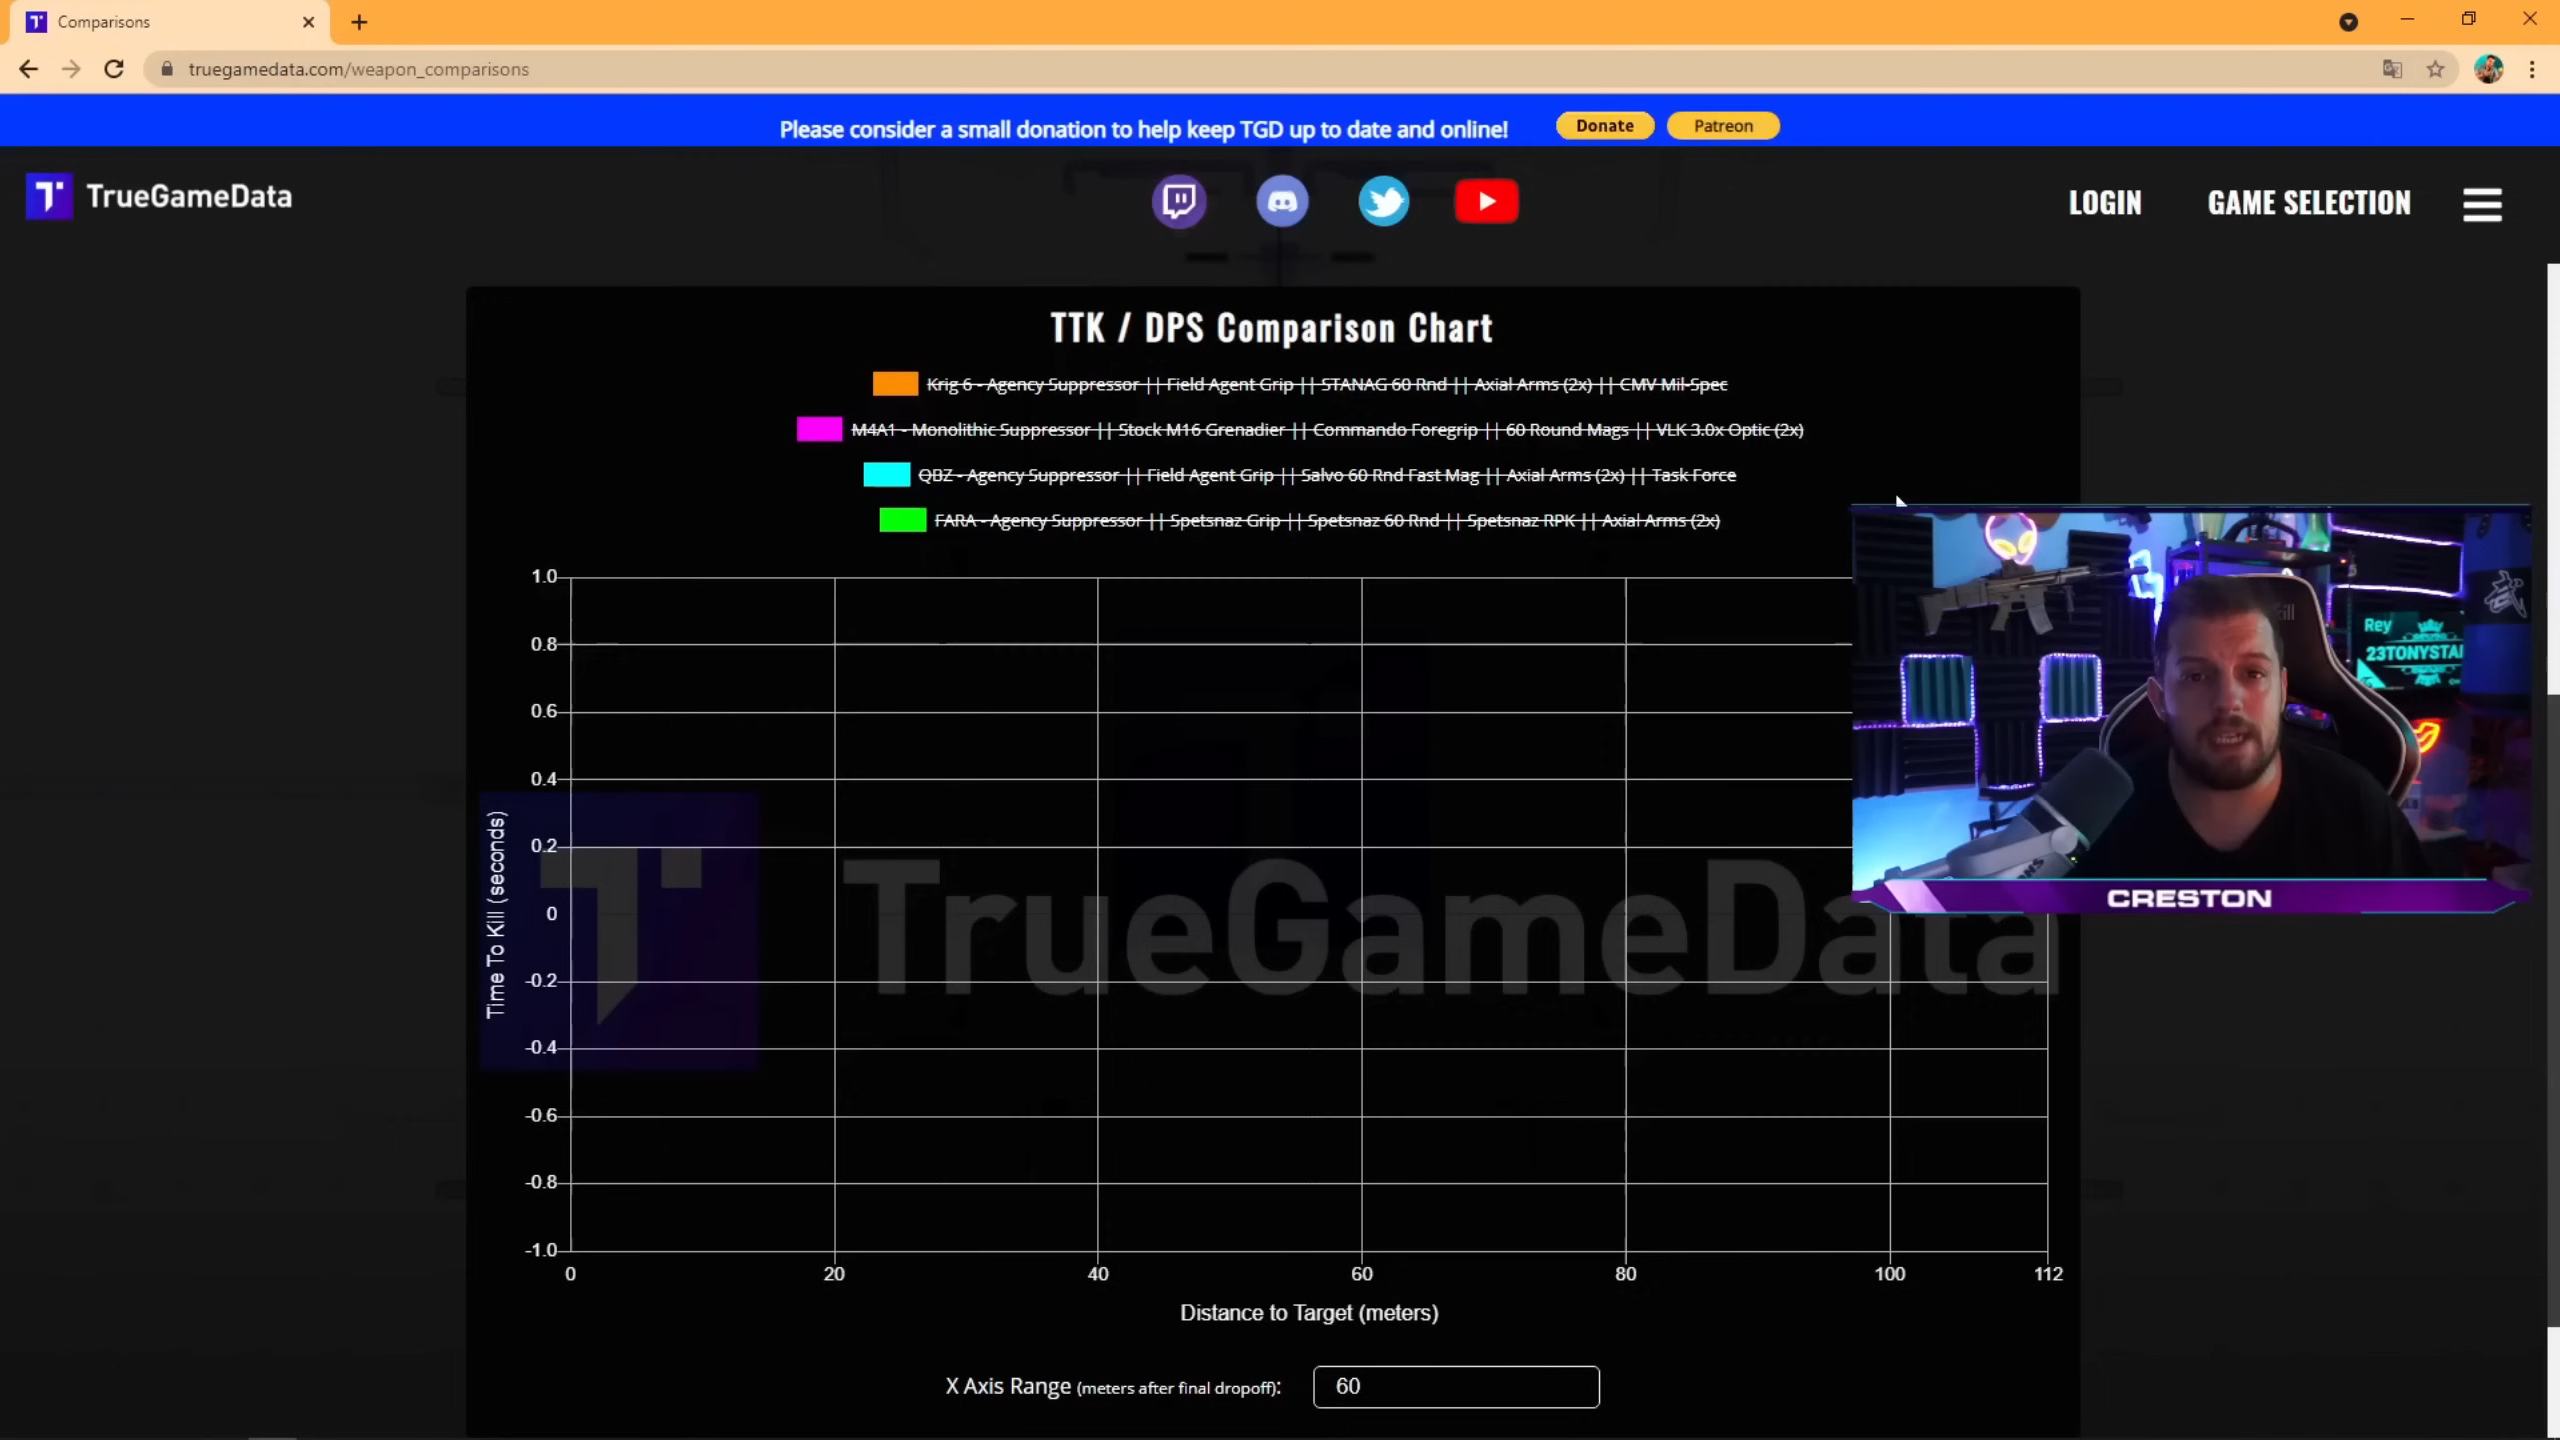 Comparisons
truegamedata.com/weapon_comparisons
Please consider a small donation to help keep TGD up to date and online! Donate Patreon
TrueGameData LOGIN GAME SELECTION
TTK / DPS Comparison Chart
Krig 6 - Agency Suppressor || Field Agent Grip || STANAG 60 Rnd || Axial Arms (2x) || CMV Mil-Spec
M4A1 - Monolithic Suppressor || Stock M16 Grenadier || Commando Foregrip || 60 Round Mags || VLK 3.0x Optic (2x)
QBZ - Agency Suppressor || Field Agent Grip || Salvo 60 Rnd Fast Mag || Axial Arms (2x) || Task Force
FARA - Agency Suppressor || Spetsnaz Grip || Spetsnaz 60 Rnd || Spetsnaz RPK || Axial Arms (2x)
1.0
0.8
0.6
0.4
0.2
0
-0.2
-0.4
-0.6
-0.8
-1.0
Time To Kill (seconds)
TrueGameData
Rey
23TONYSTA
CRESTON
0 20 40 60 80 100 112
Distance to Target (meters)
X Axis Range (meters after final dropoff): 60